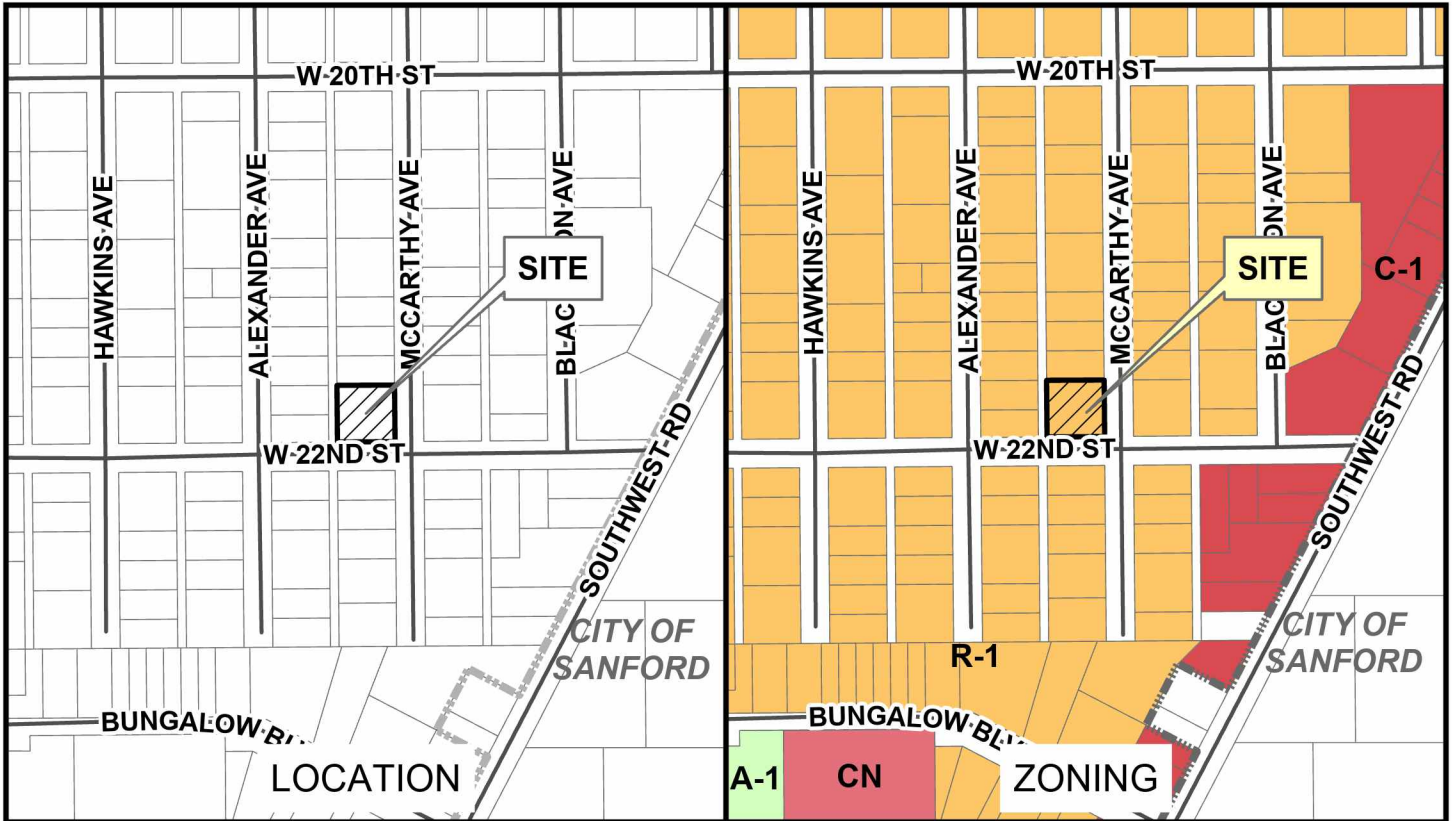 W 20TH ST
HAWKINS AVE
ALEXANDER AVE
MCCARTHY AVE
SITE
W 22ND ST
SOUTHWEST RD
CITY OF
SANFORD
BUNGALOW
LOCATION
W 20TH ST
HAWKINS AVE
ALEXANDER AVE
MCCARTHY AVE
SITE
C-1
W 22ND ST
SOUTHWEST RD
CITY OF
SANFORD
R-1
BUNGALOW
A-1
CN
ZONING